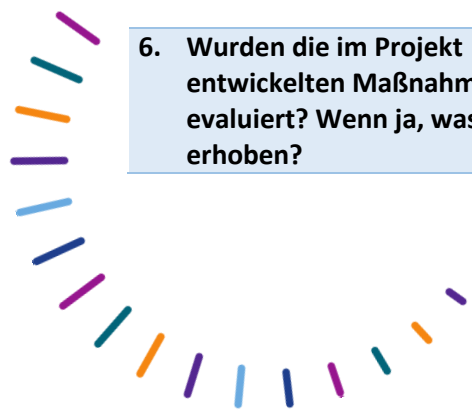 6. Wurden die im Projekt
entwickelten Maßnahm
evaluiert? Wenn ja, was
erhoben?